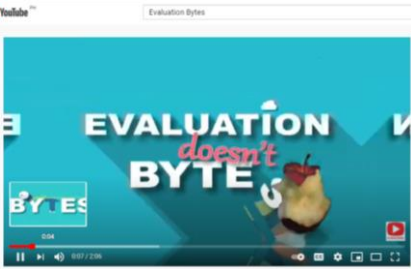 YouTube
Evaluation Bytes
EVALUATION
doesn't
BYTE
BYTES
0:04
0:07 / 2:06